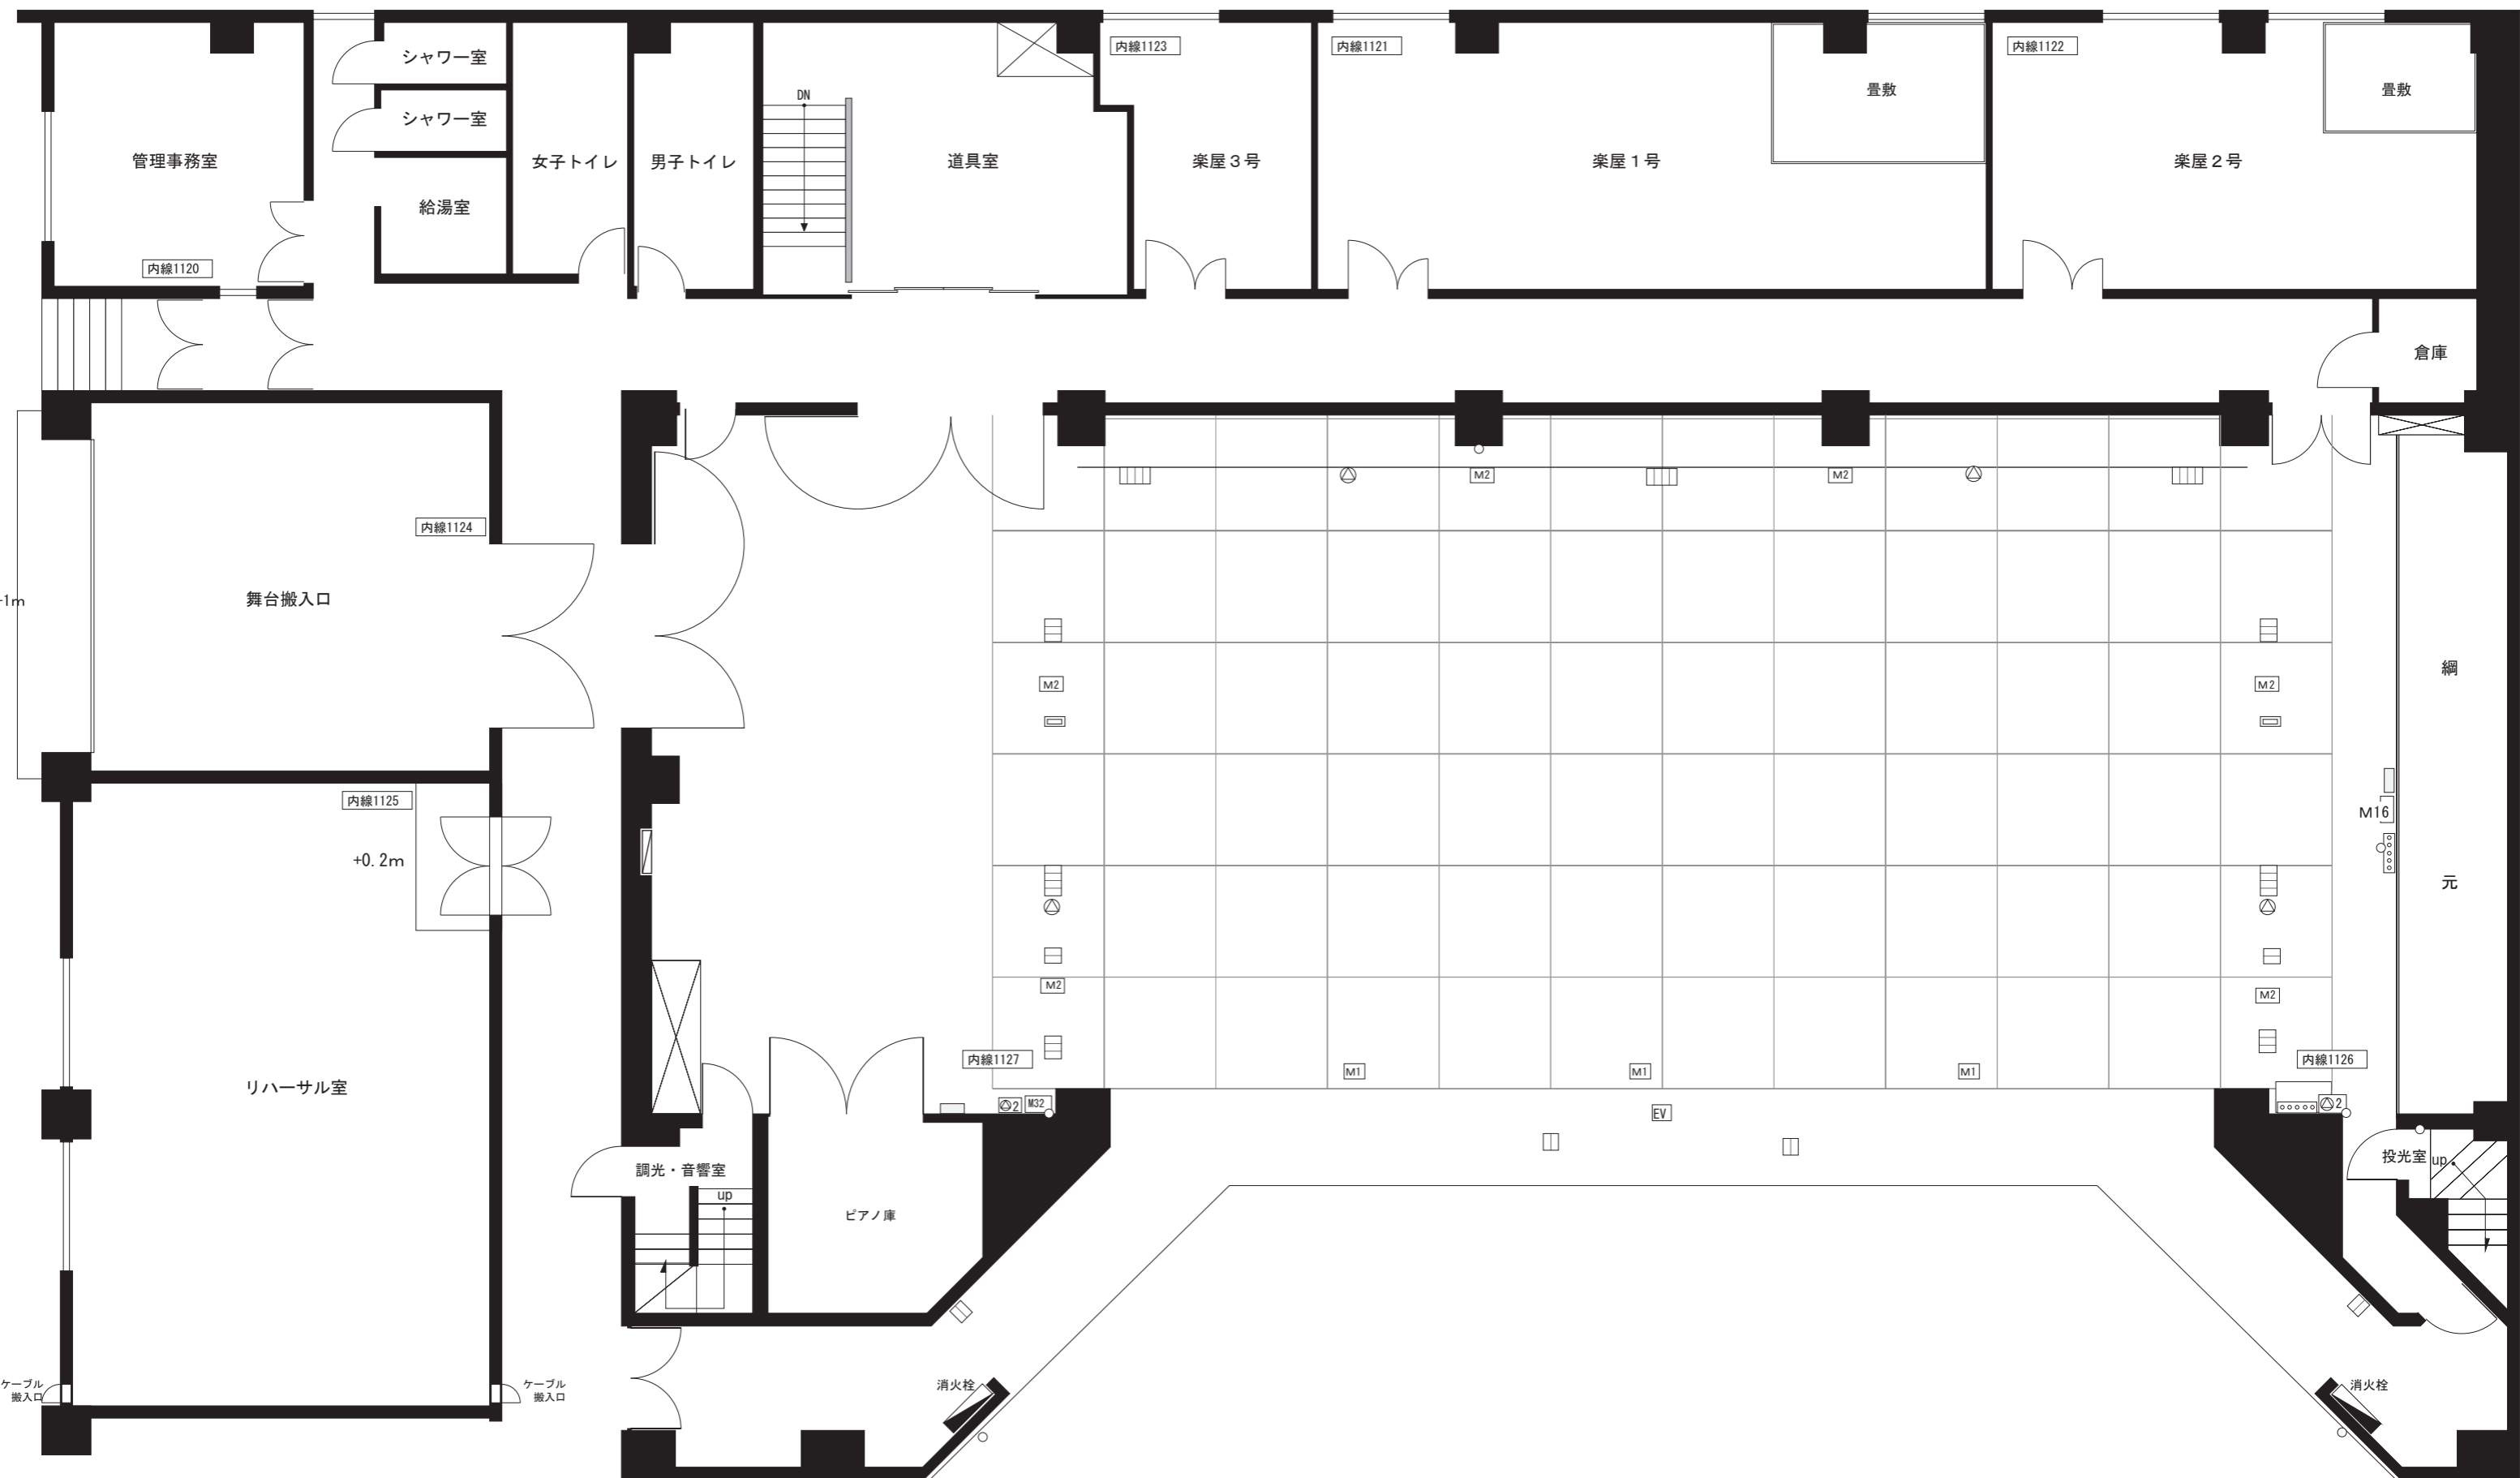 シャワー室
内線1123
内線1121
内線1122
畳敷
畳敷
DN
シャワー室
管理事務室
女子トイレ
男子トイレ
道具室
楽屋３号
楽屋１号
楽屋２号
給湯室
内線1120
倉庫
M2
M2
内線1124
舞台搬入口
+1m
M2
M2
綱
元
内線1125
M16
+0.2m
M2
M2
内線1127
M1
M1
M1
内線1126
リハーサル室
2
M32
EV
2
調光・音響室
up
ピアノ庫
投光室
up
ケーブル
搬入口
ケーブル
搬入口
消火栓
消火栓